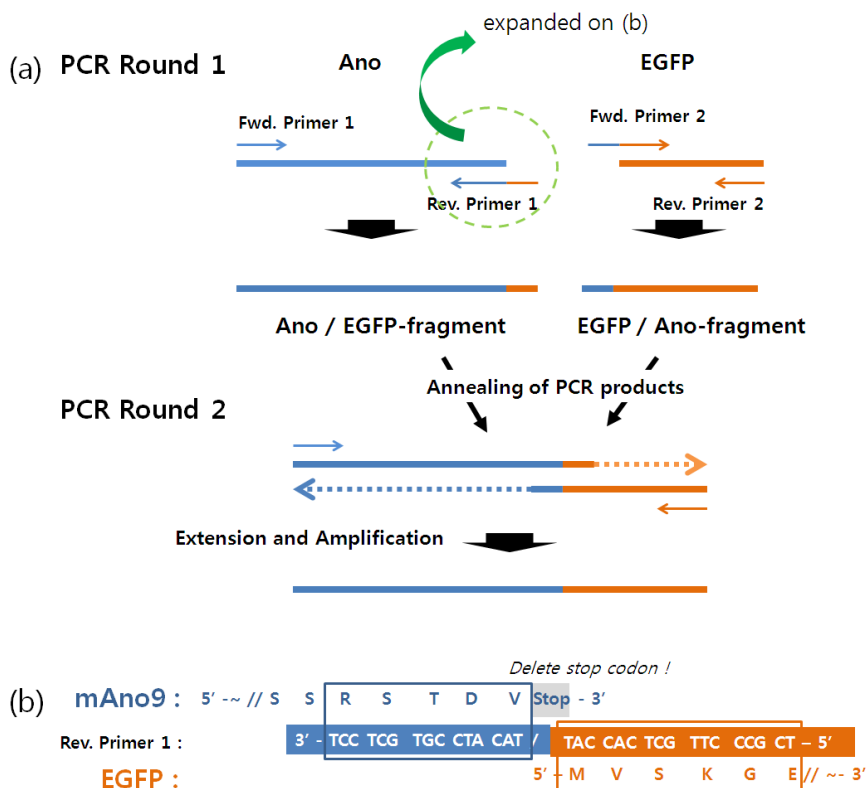 expanded on (b)
(a) PCR Round 1 Ano EGFP
Fwd. Primer 1 Fwd. Primer 2
Rev. Primer 1 Rev. Primer 2
Ano / EGFP-fragment EGFP / Ano-fragment
Annealing of PCR products
PCR Round 2
Extension and Amplification
Delete stop codon !
(b) mAno9 : 5’ -~ // S S R S T D V Stop - 3’
Rev. Primer 1 : 3’ - TCC TCG TGC CTA CAT / TAC CAC TCG TTC CCG CT – 5’
EGFP : 5’ – M V S K G E // ~- 3’